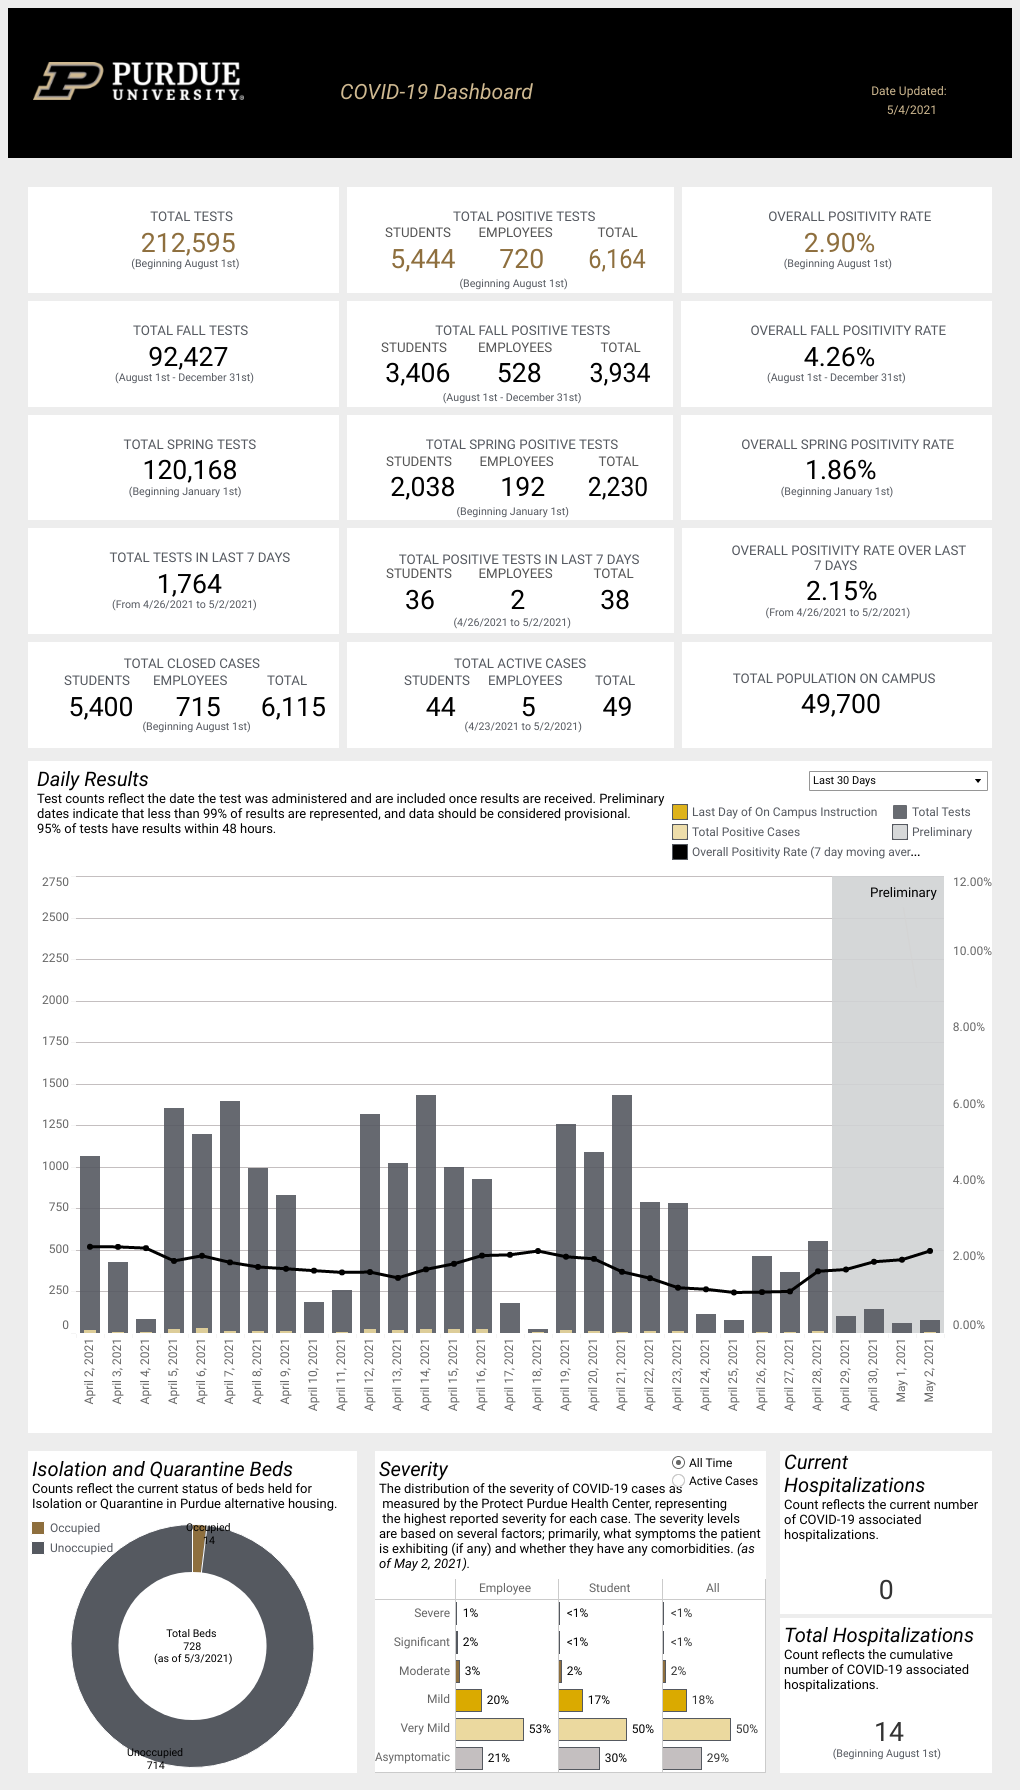 PURDUE
UNIVERSITY®
COVID-19 Dashboard
Date Updated:
5/4/2021
TOTAL TESTS
212,595
(Beginning August 1st)
TOTAL POSITIVE TESTS
STUDENTS EMPLOYEES TOTAL
5,444 720 6,164
(Beginning August 1st)
OVERALL POSITIVITY RATE
2.90%
(Beginning August 1st)
TOTAL FALL TESTS
92,427
(August 1st - December 31st)
TOTAL FALL POSITIVE TESTS
STUDENTS EMPLOYEES TOTAL
3,406 528 3,934
(August 1st - December 31st)
OVERALL FALL POSITIVITY RATE
4.26%
(August 1st - December 31st)
TOTAL SPRING TESTS
120,168
(Beginning January 1st)
TOTAL SPRING POSITIVE TESTS
STUDENTS EMPLOYEES TOTAL
2,038 192 2,230
(Beginning January 1st)
OVERALL SPRING POSITIVITY RATE
1.86%
(Beginning January 1st)
TOTAL TESTS IN LAST 7 DAYS
1,764
(From 4/26/2021 to 5/2/2021)
TOTAL POSITIVE TESTS IN LAST 7 DAYS
STUDENTS EMPLOYEES TOTAL
36 2 38
(4/26/2021 to 5/2/2021)
OVERALL POSITIVITY RATE OVER LAST
7 DAYS
2.15%
(From 4/26/2021 to 5/2/2021)
TOTAL CLOSED CASES
STUDENTS EMPLOYEES TOTAL
5,400 715 6,115
(Beginning August 1st)
TOTAL ACTIVE CASES
STUDENTS EMPLOYEES TOTAL
44 5 49
(4/23/2021 to 5/2/2021)
TOTAL POPULATION ON CAMPUS
49,700
Daily Results
Test counts reflect the date the test was administered and are included once results are received. Preliminary
dates indicate that less than 99% of results are represented, and data should be considered provisional.
95% of tests have results within 48 hours.
Last 30 Days
Last Day of On Campus Instruction
Total Tests
Total Positive Cases
Preliminary
Overall Positivity Rate (7 day moving aver...
Preliminary
2750
2500
2250
2000
1750
1500
1250
1000
750
500
250
0
12.00%
10.00%
8.00%
6.00%
4.00%
2.00%
0.00%
April 2, 2021
April 3, 2021
April 4, 2021
April 5, 2021
April 6, 2021
April 7, 2021
April 8, 2021
April 9, 2021
April 10, 2021
April 11, 2021
April 12, 2021
April 13, 2021
April 14, 2021
April 15, 2021
April 16, 2021
April 17, 2021
April 18, 2021
April 19, 2021
April 20, 2021
April 21, 2021
April 22, 2021
April 23, 2021
April 24, 2021
April 25, 2021
April 26, 2021
April 27, 2021
April 28, 2021
April 29, 2021
April 30, 2021
May 1, 2021
May 2, 2021
Isolation and Quarantine Beds
Counts reflect the current status of beds held for
Isolation or Quarantine in Purdue alternative housing.
Occupied
Unoccupied
Occupied
14
Total Beds
728
(as of 5/3/2021)
Unoccupied
714
Severity
All Time
Active Cases
The distribution of the severity of COVID-19 cases as
measured by the Protect Purdue Health Center, representing
the highest reported severity for each case. The severity levels
are based on several factors; primarily, what symptoms the patient
is exhibiting (if any) and whether they have any comorbidities. (as
of May 2, 2021).
Employee Student All
Severe 1% <1% <1%
Significant 2% <1% <1%
Moderate 3% 2% 2%
Mild 20% 17% 18%
Very Mild 53% 50% 50%
Asymptomatic 21% 30% 29%
Current
Hospitalizations
Count reflects the current number
of COVID-19 associated
hospitalizations.
0
Total Hospitalizations
Count reflects the cumulative
number of COVID-19 associated
hospitalizations.
14
(Beginning August 1st)